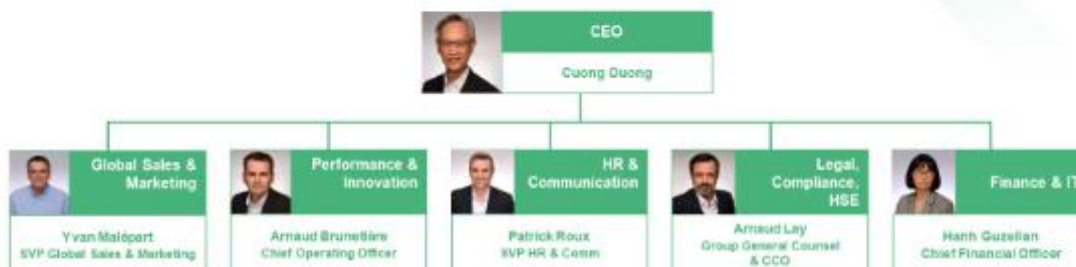 CEO
Cuong Duong
Global Sales &
Marketing
Yvan Malépart
SVP Global Sales & Marketing
Performance &
Innovation
Arnaud Brunetière
Chief Operating Officer
HR &
Communication
Patrick Roux
SVP HR & Comm
Legal,
Compliance,
HSE
Arnaud Lay
Group General Counsel
& CCO
Finance & IT
Hanh Guzelian
Chief Financial Officer